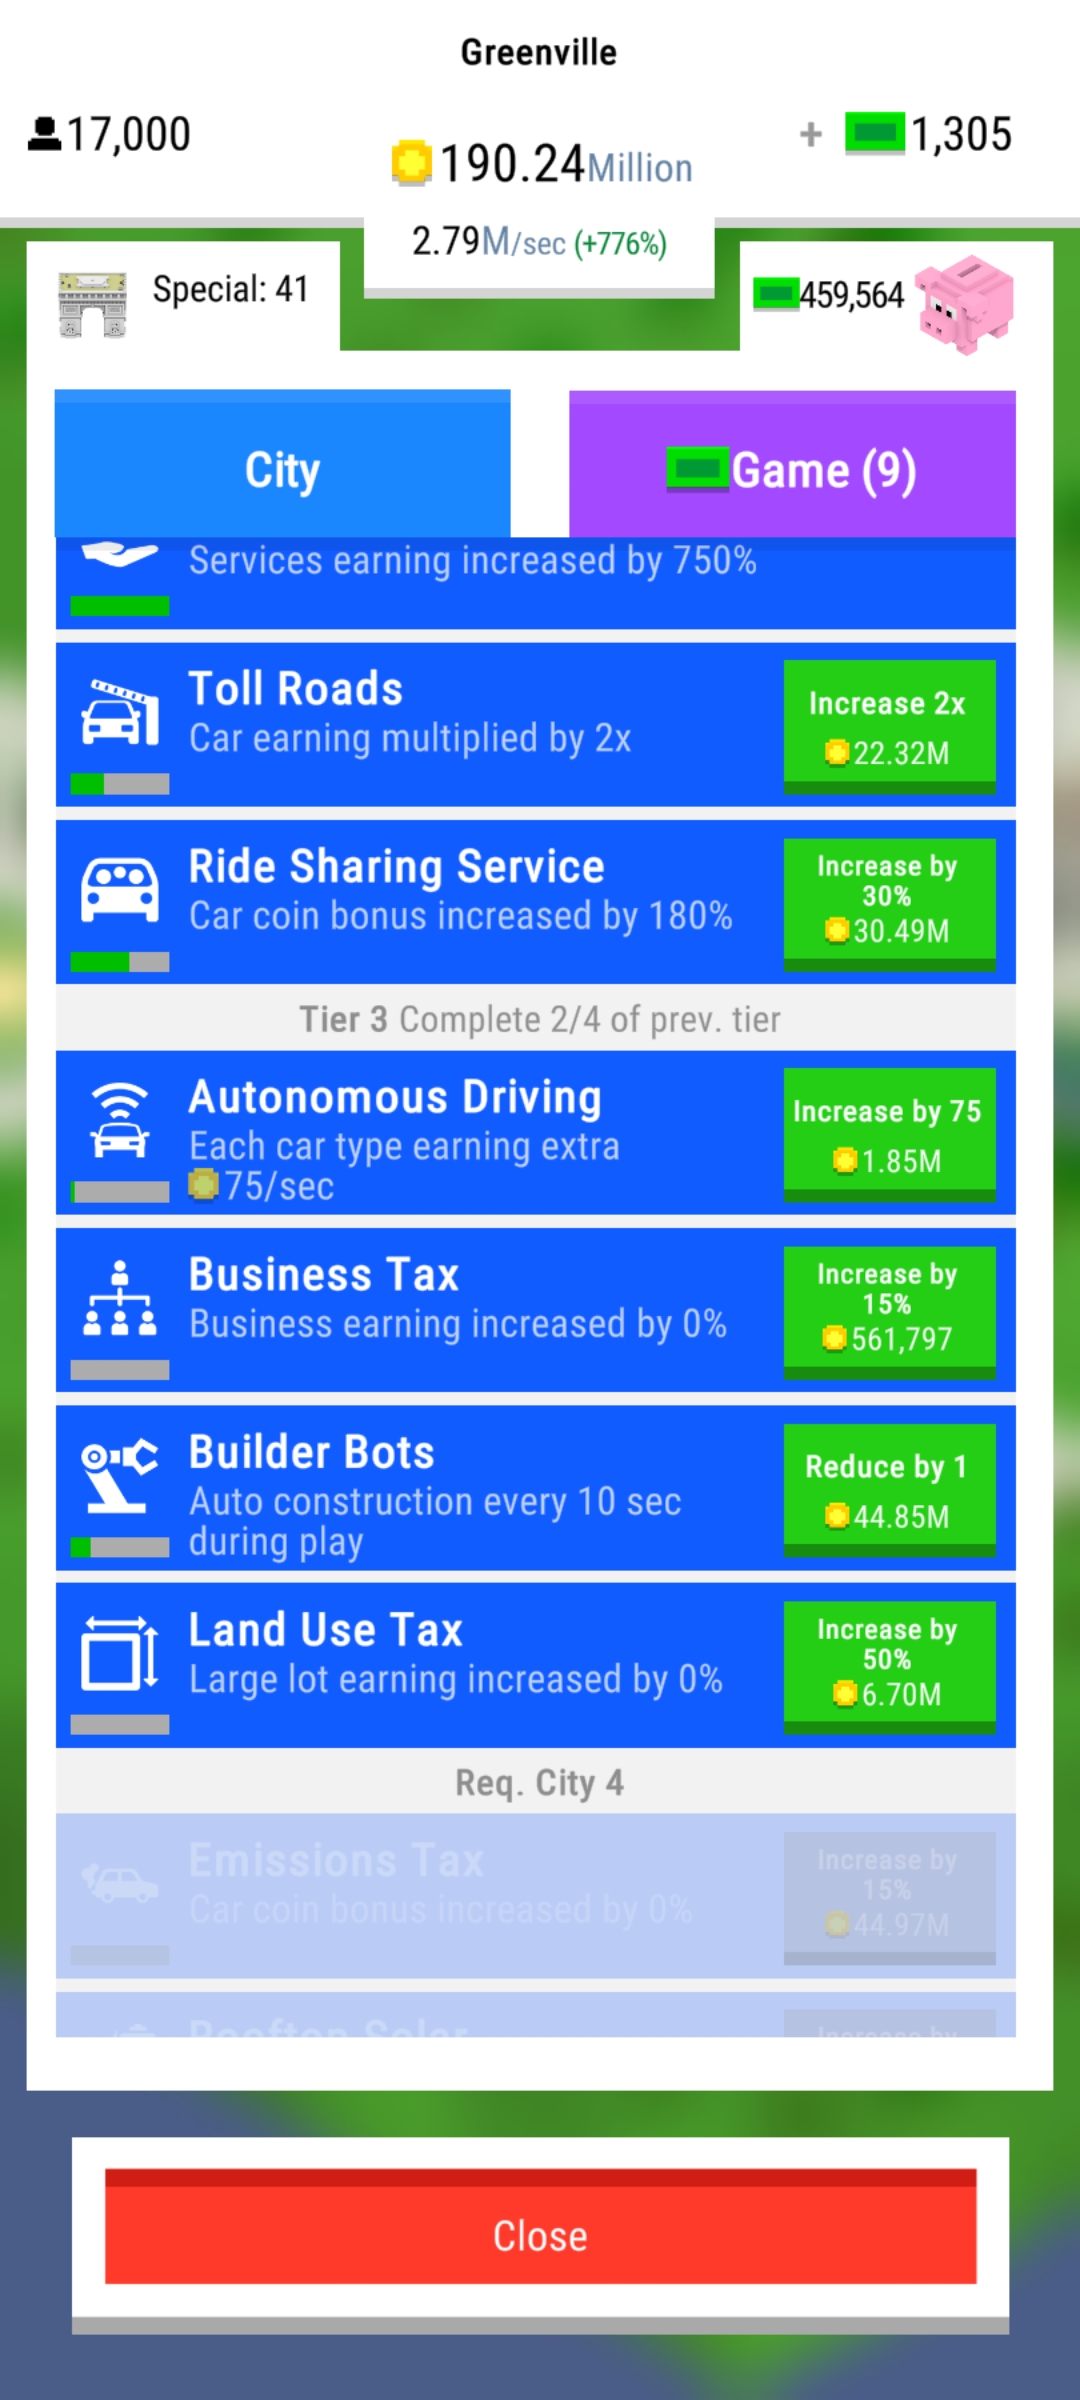 Greenville
17,000
190.24Million
+ 1,305
2.79M/sec (+776%)
Special: 41
459,564
City
Game (9)
Services earning increased by 750%
Toll Roads
Car earning multiplied by 2x
Increase 2x
22.32M
Ride Sharing Service
Car coin bonus increased by 180%
Increase by
30%
30.49M
Tier 3 Complete 2/4 of prev. tier
Autonomous Driving
Each car type earning extra
75/sec
Increase by 75
1.85M
Business Tax
Business earning increased by 0%
Increase by
15%
561,797
Builder Bots
Auto construction every 10 sec
during play
Reduce by 1
44.85M
Land Use Tax
Large lot earning increased by 0%
Increase by
50%
6.70M
Req. City 4
Emissions Tax
Car coin bonus increased by 0%
Increase by
15%
44.97M
Rooftop Solar
Increase by
Close